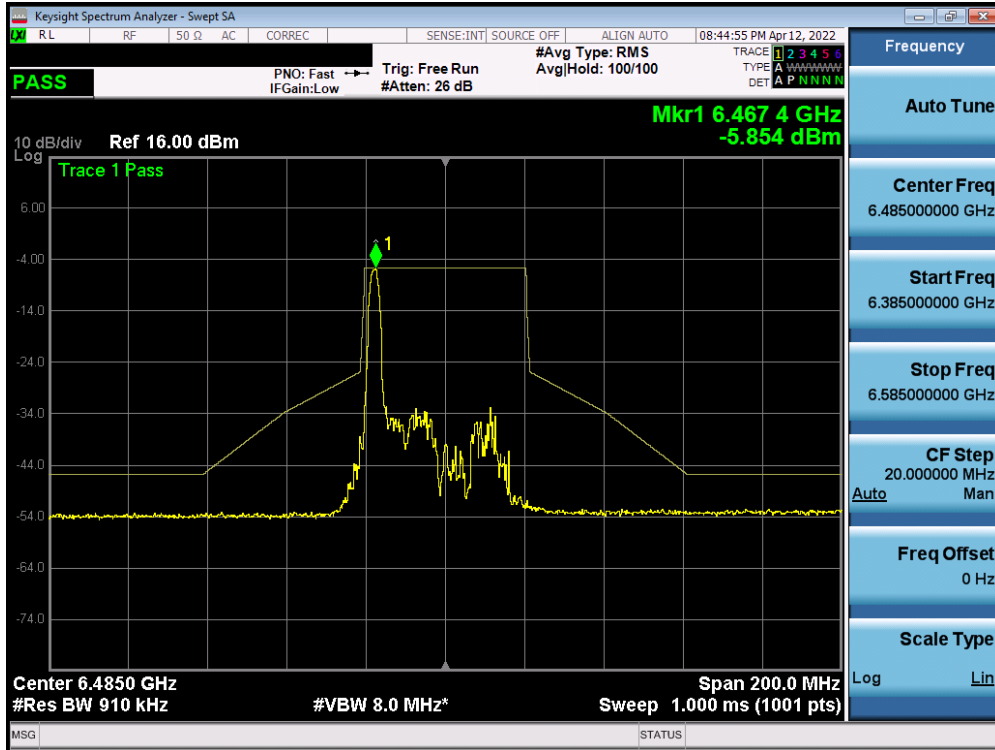 Keysight Spectrum Analyzer - Swept SA
LXI RL RF 50 Ω AC CORREC SENSE:INT SOURCE OFF ALIGN AUTO 08:44:55 PM Apr 12, 2022
PASS
PNO: Fast
IFGain:Low
Trig: Free Run
#Atten: 26 dB
#Avg Type: RMS
Avg|Hold: 100/100
TRACE 1 2 3 4 5 6
TYPE A WWWWW
DET A P N N N N
Mkr1 6.467 4 GHz
-5.854 dBm
10 dB/div Ref 16.00 dBm
Log
Trace 1 Pass
1
6.00
-4.00
-14.0
-24.0
-34.0
-44.0
-54.0
-64.0
-74.0
Center 6.4850 GHz Span 200.0 MHz
#Res BW 910 kHz #VBW 8.0 MHz* Sweep 1.000 ms (1001 pts)
MSG STATUS
Frequency
Auto Tune
Center Freq
6.485000000 GHz
Start Freq
6.385000000 GHz
Stop Freq
6.585000000 GHz
CF Step
20.000000 MHz
Auto Man
Freq Offset
0 Hz
Scale Type
Log Lin